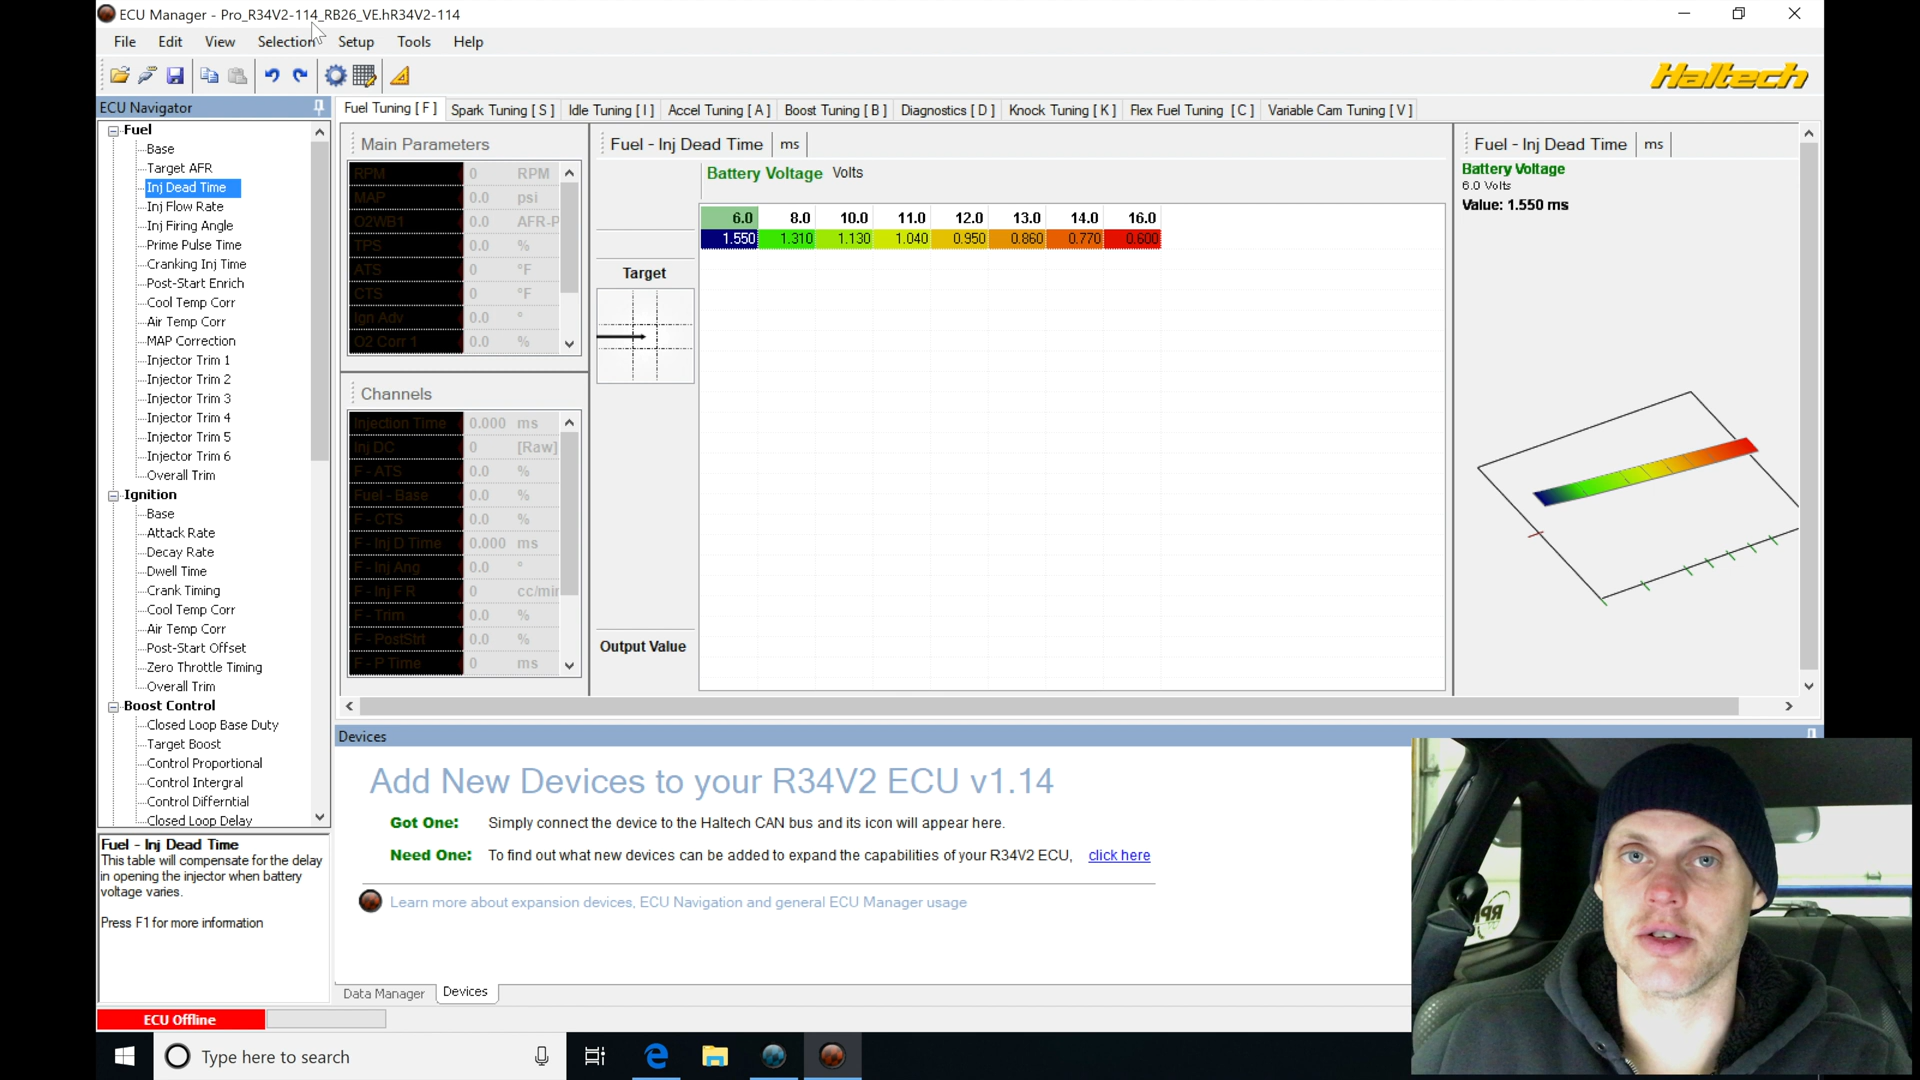 ECU Manager - Pro_R34V2-114_RB26_VE.hR34V2-114
File Edit View Selection Setup Tools Help
Haltech
ECU Navigator
Fuel Tuning [ F ] Spark Tuning [ S ] Idle Tuning [ I ] Accel Tuning [ A ] Boost Tuning [ B ] Diagnostics [ D ] Knock Tuning [ K ] Flex Fuel Tuning [ C ] Variable Cam Tuning [ V ]
Fuel
Base
Target AFR
Inj Dead Time
Inj Flow Rate
Inj Firing Angle
Prime Pulse Time
Cranking Inj Time
Post-Start Enrich
Cool Temp Corr
Air Temp Corr
MAP Correction
Injector Trim 1
Injector Trim 2
Injector Trim 3
Injector Trim 4
Injector Trim 5
Injector Trim 6
Overall Trim
Ignition
Base
Attack Rate
Decay Rate
Dwell Time
Crank Timing
Cool Temp Corr
Air Temp Corr
Post-Start Offset
Zero Throttle Timing
Overall Trim
Boost Control
Closed Loop Base Duty
Target Boost
Control Proportional
Control Intergral
Control Differntial
Closed Loop Delay
Fuel - Inj Dead Time
This table will compensate for the delay
in opening the injector when battery
voltage varies.
Press F1 for more information
ECU Offline
Main Parameters
RPM 0 RPM
MAP 0.0 psi
O2WB1 0.0 AFR-P
TPS 0.0 %
ATS 0 °F
CTS 0 °F
Ign Adv 0.0 °
O2 Corr 1 0.0 %
Channels
Injection Time 0.000 ms
Inj DC 0 [Raw]
F - ATS 0.0 %
Fuel - Base 0.0 %
F - CTS 0.0 %
F - Inj D Time 0.000 ms
F - Inj Ang 0.0 °
F - Inj F R 0 cc/min
F - Trim 0.0 %
F - PostStrt 0.0 %
F - P Time 0 ms
Fuel - Inj Dead Time ms
Battery Voltage Volts
6.0 8.0 10.0 11.0 12.0 13.0 14.0 16.0
1.550 1.310 1.130 1.040 0.950 0.860 0.770 0.600
Target
Output Value
Fuel - Inj Dead Time ms
Battery Voltage
6.0 Volts
Value: 1.550 ms
Devices
Add New Devices to your R34V2 ECU v1.14
Got One: Simply connect the device to the Haltech CAN bus and its icon will appear here.
Need One: To find out what new devices can be added to expand the capabilities of your R34V2 ECU, click here
Learn more about expansion devices, ECU Navigation and general ECU Manager usage
Data Manager Devices
Type here to search